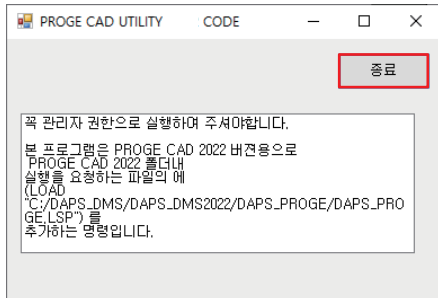 PROGE CAD UTILITY CODE
종료
꼭 관리자 권한으로 실행하며 주셔야합니다.
본 프로그램은 PROGE CAD 2022 버젼용으로
PROGE CAD 2022 폴더내
실행을 요청하는 파일의 에
(LOAD
"C:/DAPS_DMS/DAPS_DMS2022/DAPS_PROGE/DAPS_PRO
GE.LSP") 를
추가하는 명령입니다.